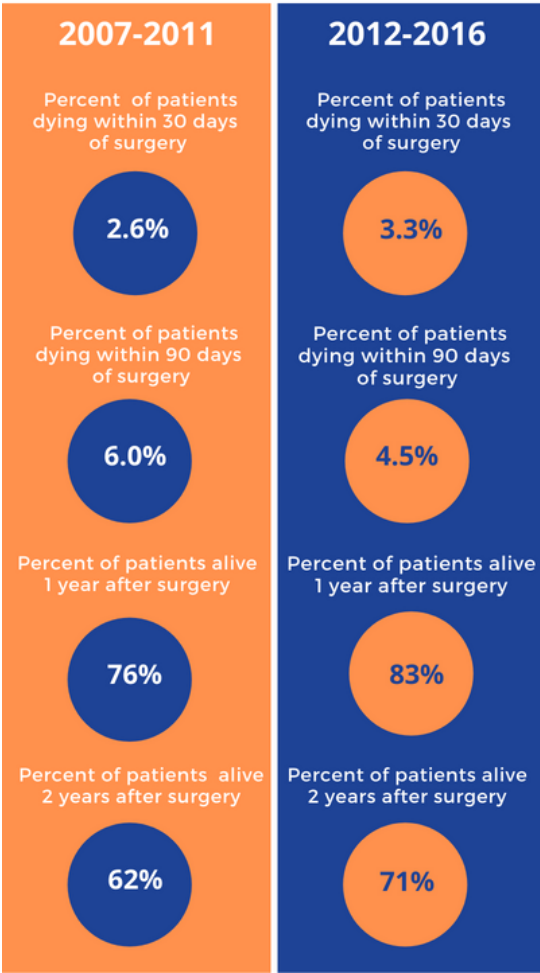 2007-2011
Percent of patients
dying within 30 days
of surgery
2.6%
Percent of patients
dying within 90 days
of surgery
6.0%
Percent of patients alive
1 year after surgery
76%
Percent of patients alive
2 years after surgery
62%
2012-2016
Percent of patients
dying within 30 days
of surgery
3.3%
Percent of patients
dying within 90 days
of surgery
4.5%
Percent of patients alive
1 year after surgery
83%
Percent of patients alive
2 years after surgery
71%